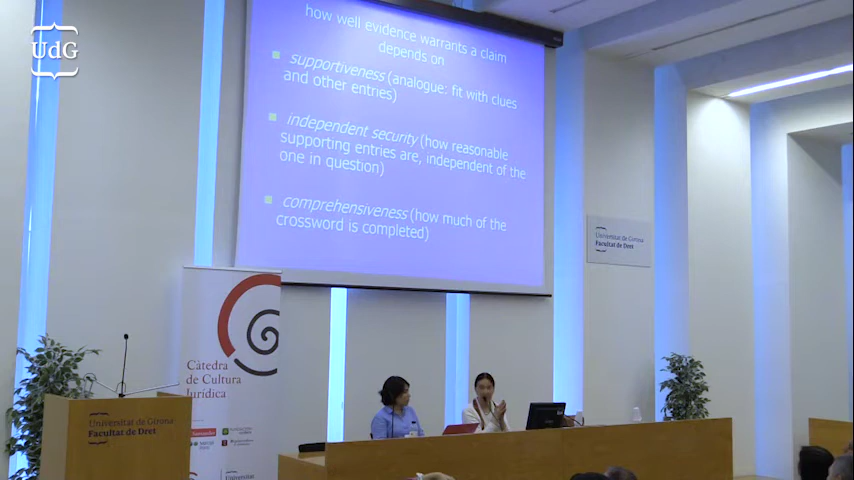 UdG
how well evidence warrants a claim
depends on
supportiveness (analogue: fit with clues
and other entries)
independent security (how reasonable
supporting entries are, independent of the
one in question)
comprehensiveness (how much of the
crossword is completed)
Universitat de Girona
Facultat de Dret
Càtedra
de Cultura
Jurídica
Universitat de Girona
Facultat de Dret